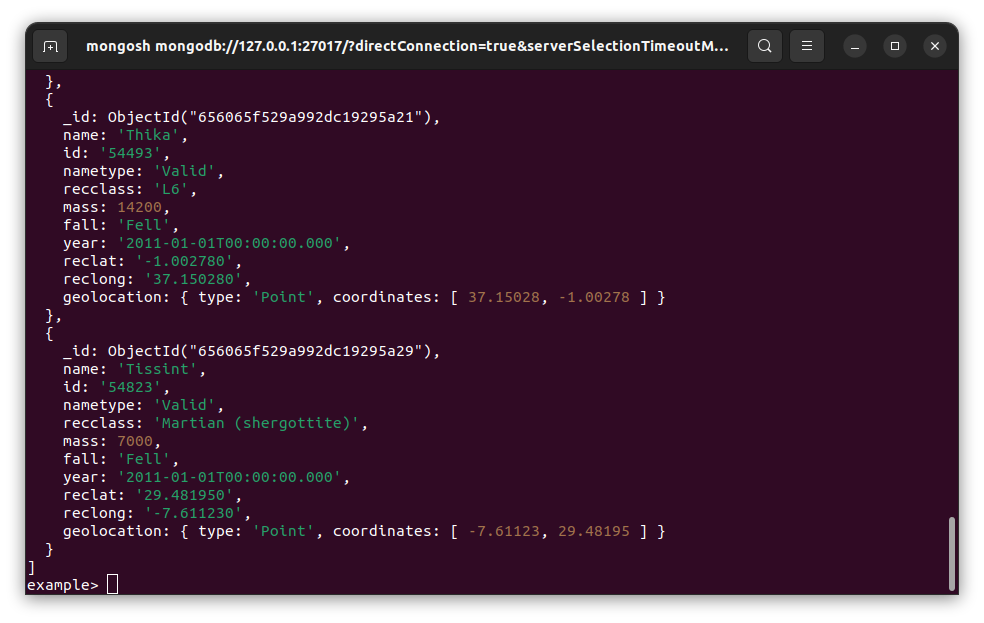 mongosh mongodb://127.0.0.1:27017/?directConnection=true&serverSelectionTimeoutM...
  },
  {
    _id: ObjectId("656065f529a992dc19295a21"),
    name: 'Thika',
    id: '54493',
    nametype: 'Valid',
    recclass: 'L6',
    mass: 14200,
    fall: 'Fell',
    year: '2011-01-01T00:00:00.000',
    reclat: '-1.002780',
    reclong: '37.150280',
    geolocation: { type: 'Point', coordinates: [ 37.15028, -1.00278 ] }
  },
  {
    _id: ObjectId("656065f529a992dc19295a29"),
    name: 'Tissint',
    id: '54823',
    nametype: 'Valid',
    recclass: 'Martian (shergottite)',
    mass: 7000,
    fall: 'Fell',
    year: '2011-01-01T00:00:00.000',
    reclat: '29.481950',
    reclong: '-7.611230',
    geolocation: { type: 'Point', coordinates: [ -7.61123, 29.48195 ] }
  }
]
example>